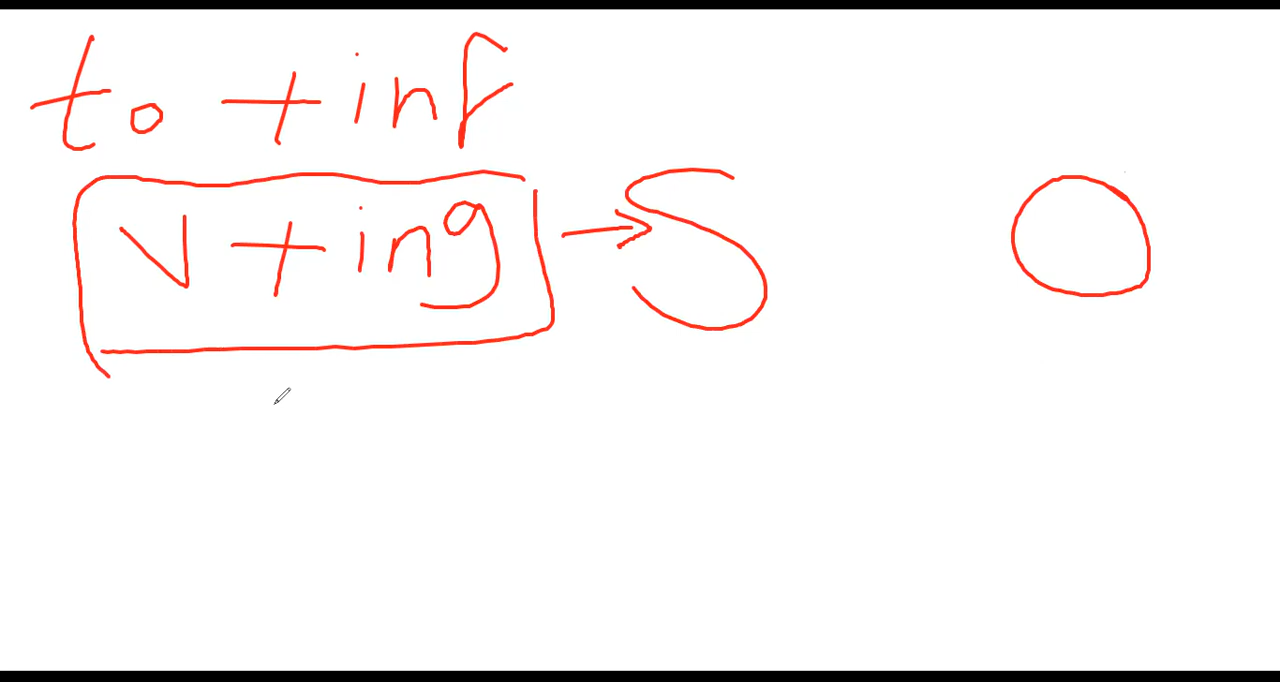 to + inf
V + ing → S O